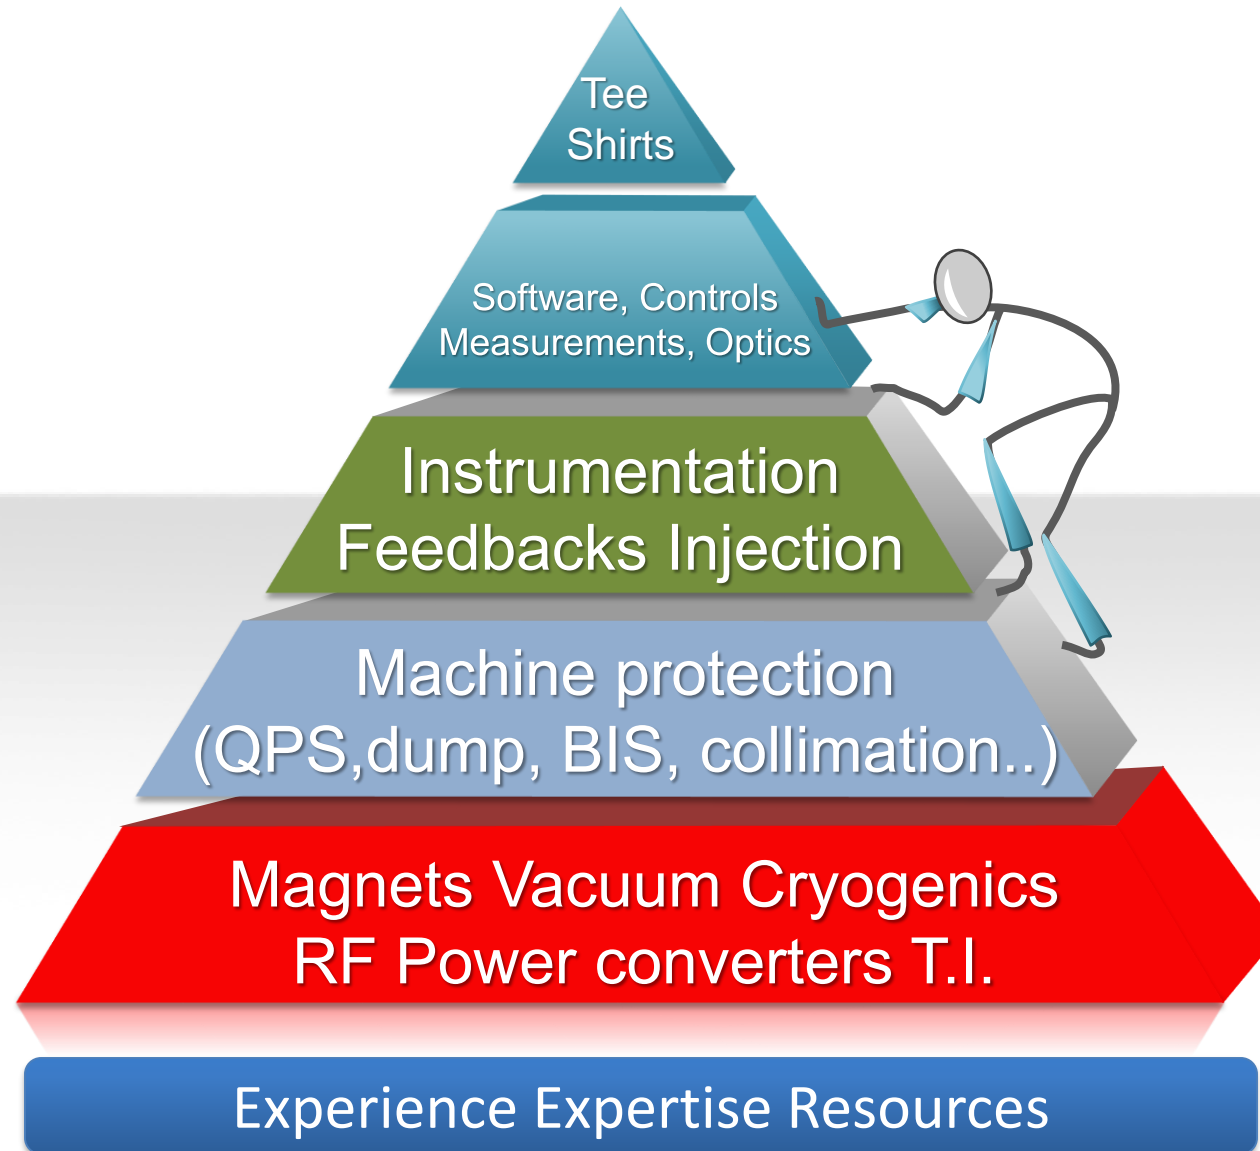 Tee
Shirts
Software, Controls
Measurements, Optics
Instrumentation
Feedbacks Injection
Machine protection
(QPS,dump, BIS, collimation..)
Magnets Vacuum Cryogenics
RF Power converters T.I.
Experience Expertise Resources